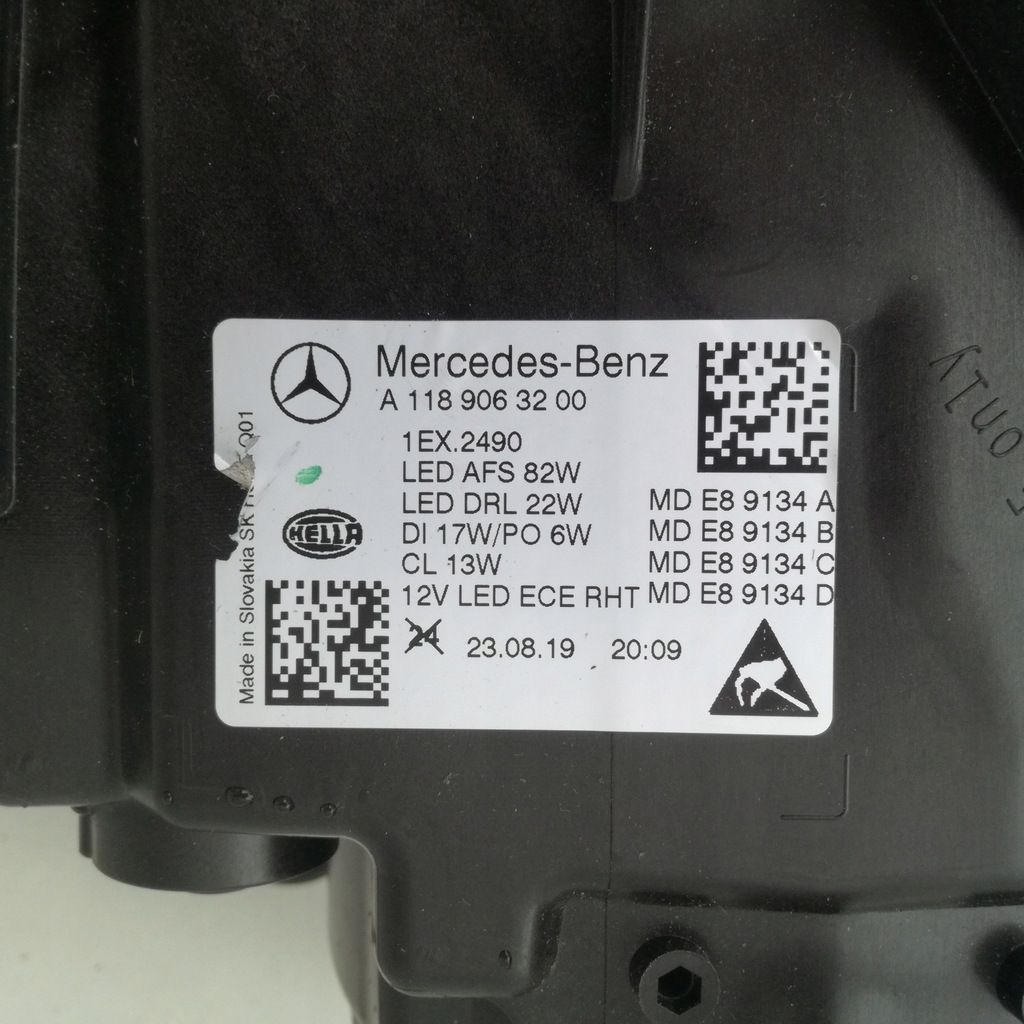 Mercedes-Benz
A 118 906 32 00
1EX.2490
LED AFS 82W
LED DRL 22W
DI 17W/PO 6W
CL 13W
12V LED ECE RHT
MD E8 9134 A
MD E8 9134 B
MD E8 9134 C
MD E8 9134 D
24 23.08.19 20:09
HELLA
Made in Slovakia SK
Q01
only